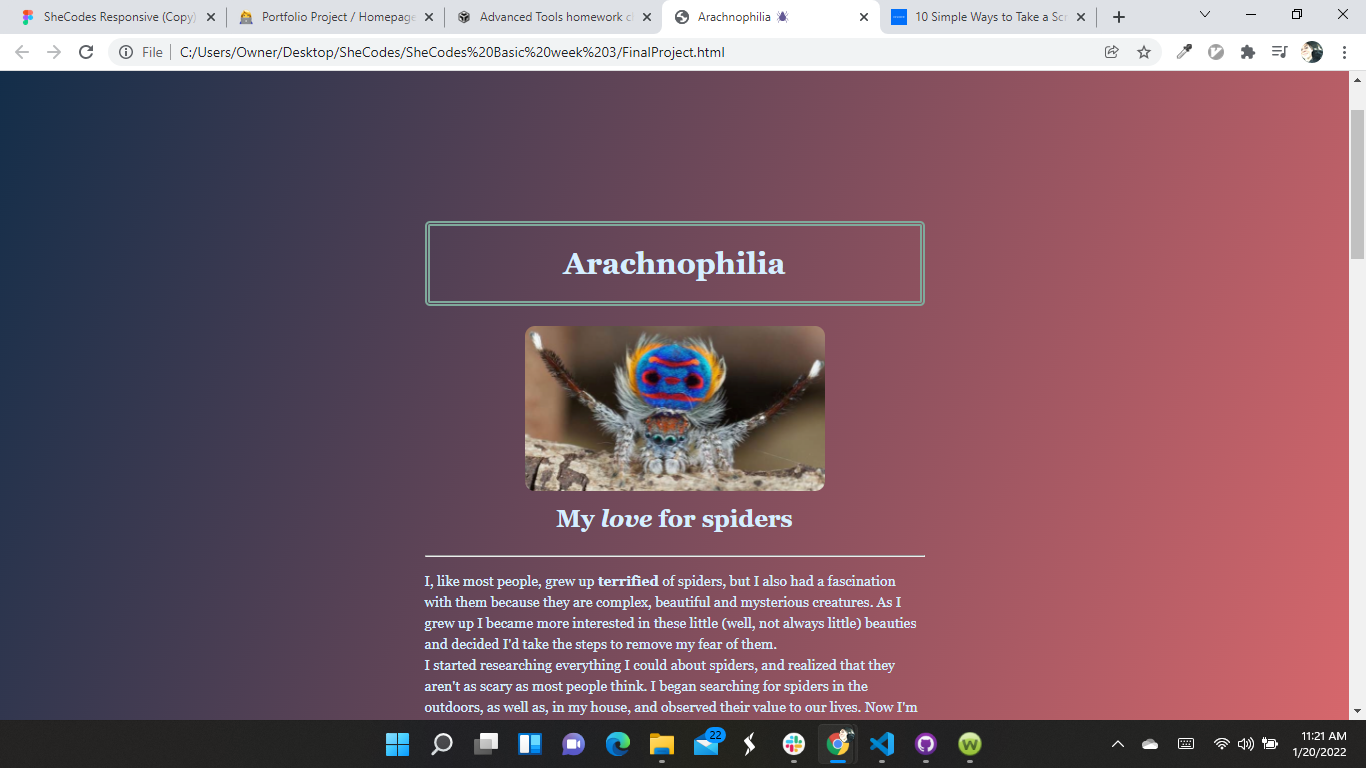 SheCodes Responsive (Copy)
Portfolio Project / Homepage
Advanced Tools homework ch
Arachnophilia
10 Simple Ways to Take a Scr
File
C:/Users/Owner/Desktop/SheCodes/SheCodes%20Basic%20week%203/FinalProject.html
Arachnophilia
My love for spiders
I, like most people, grew up terrified of spiders, but I also had a fascination
with them because they are complex, beautiful and mysterious creatures. As I
grew up I became more interested in these little (well, not always little) beauties
and decided I'd take the steps to remove my fear of them.
I started researching everything I could about spiders, and realized that they
aren't as scary as most people think. I began searching for spiders in the
outdoors, as well as, in my house, and observed their value to our lives. Now I'm
22
W
11:21 AM
1/20/2022